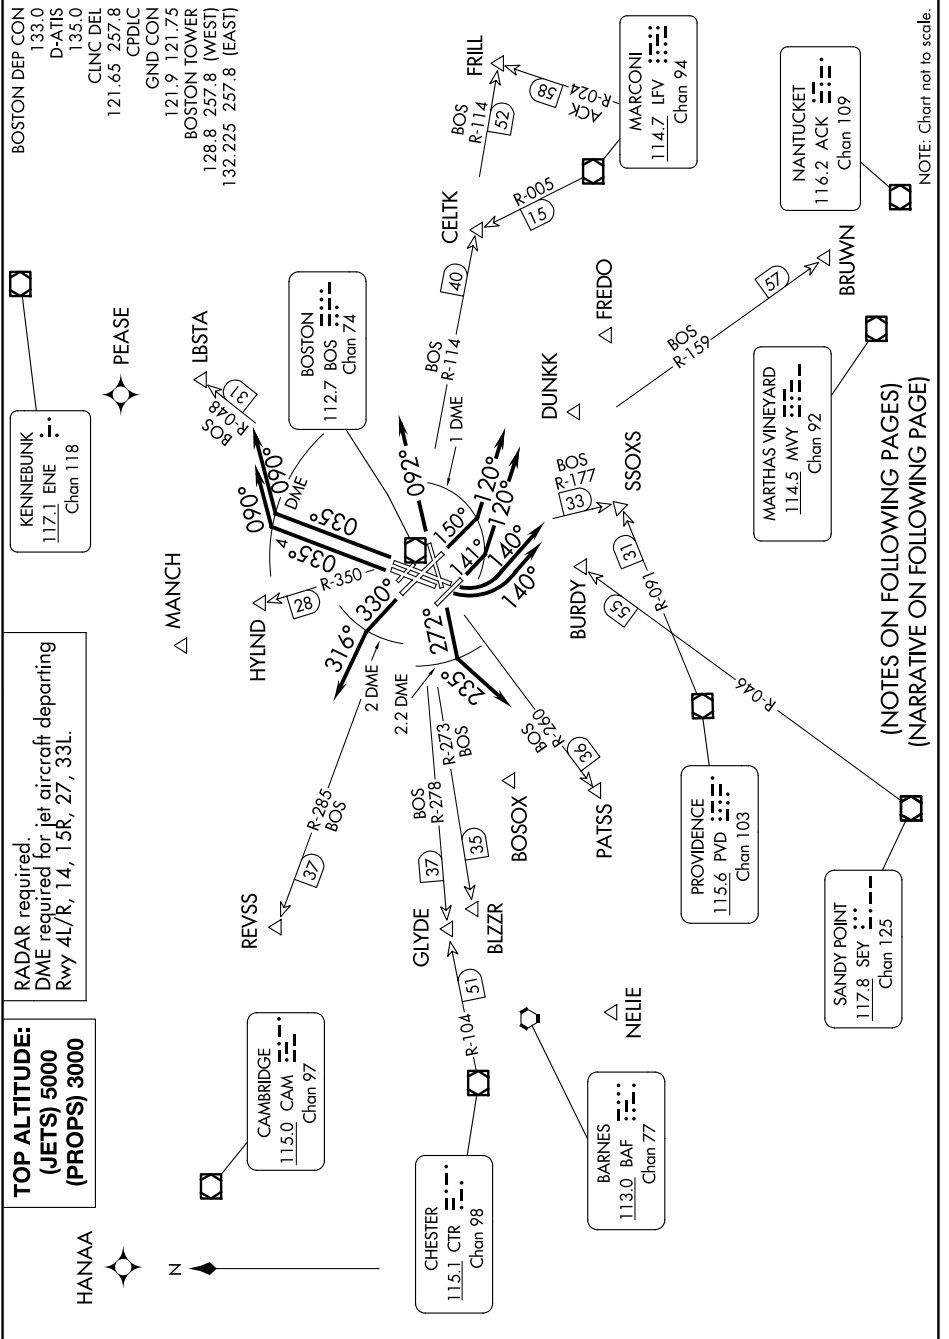 TOP ALTITUDE:
(JETS) 5000
(PROPS) 3000
RADAR required.
DME required for jet aircraft departing
Rwy 4L/R, 14, 15R, 27, 33L.
BOSTON DEP CON
133.0
D-ATIS
135.0
CLNC DEL
121.65 257.8
CPDLC
GND CON
121.9 121.75
BOSTON TOWER
128.8 257.8 (WEST)
132.225 257.8 (EAST)
HANAA
N
CAMBRIDGE
115.0 CAM
Chan 97
KENNEBUNK
117.1 ENE
Chan 118
PEASE
MANCH
LBSTA
31
BOS
R-048
090°
090°
4
DME
035°
035°
HYLND
28
R-350
BOSTON
112.7 BOS
Chan 74
REVSS
37
R-285
BOS
316°
330°
2 DME
2.2 DME
092°
1 DME
BOS
R-114
40
CELTK
BOS
R-114
52
FRILL
58
ACK
R-024
R-005
15
MARCONI
114.7 LFV
Chan 94
CHESTER
115.1 CTR
Chan 98
R-104
51
GLYDE
37
BOS
R-278
R-273
BOS
35
BLZZR
272°
235°
150°
120°
141°
120°
140°
140°
BOSOX
BOS
R-260
36
PATSS
BURDY
55
BOS
R-177
33
SSOXS
31
R-091
R-046
DUNKK
FREDO
BOS
R-159
57
BRUWN
NANTUCKET
116.2 ACK
Chan 109
MARTHAS VINEYARD
114.5 MVY
Chan 92
BARNES
113.0 BAF
Chan 77
NELIE
PROVIDENCE
115.6 PVD
Chan 103
SANDY POINT
117.8 SEY
Chan 125
(NOTES ON FOLLOWING PAGES)
(NARRATIVE ON FOLLOWING PAGE)
NOTE: Chart not to scale.